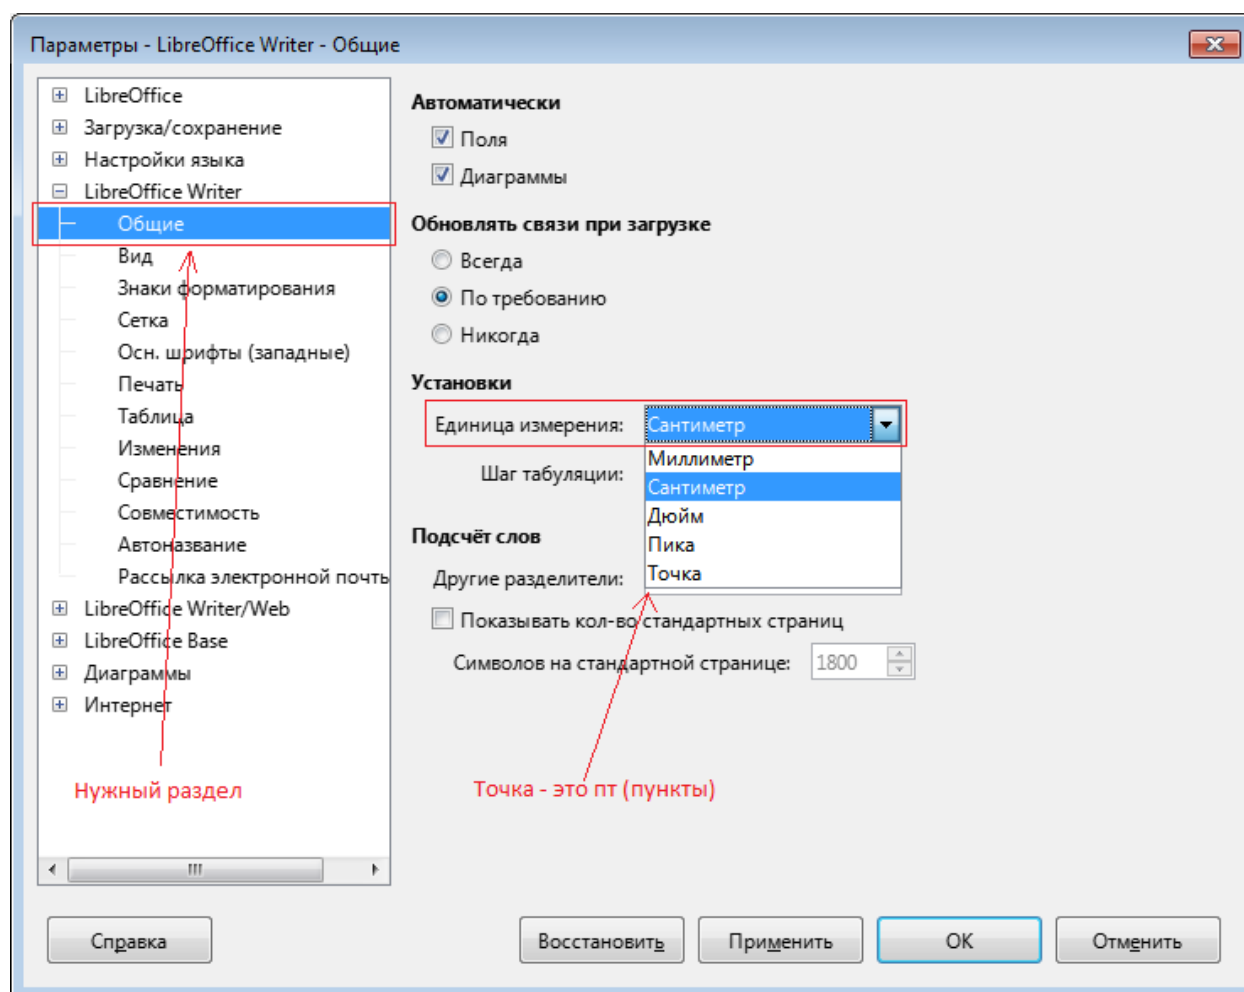 Параметры - LibreOffice Writer - Общие
LibreOffice
Загрузка/сохранение
Настройки языка
LibreOffice Writer
Общие
Вид
Знаки форматирования
Сетка
Осн. шрифты (западные)
Печать
Таблица
Изменения
Сравнение
Совместимость
Автоназвание
Рассылка электронной почть
LibreOffice Writer/Web
LibreOffice Base
Диаграммы
Интернет
Нужный раздел
Автоматически
Поля
Диаграммы
Обновлять связи при загрузке
Всегда
По требованию
Никогда
Установки
Единица измерения: Сантиметр
Миллиметр
Сантиметр
Дюйм
Пика
Точка
Шаг табуляции:
Подсчёт слов
Другие разделители:
Показывать кол-во стандартных страниц
Символов на стандартной странице: 1800
Точка - это пт (пункты)
Справка
Восстановить
Применить
ОК
Отменить